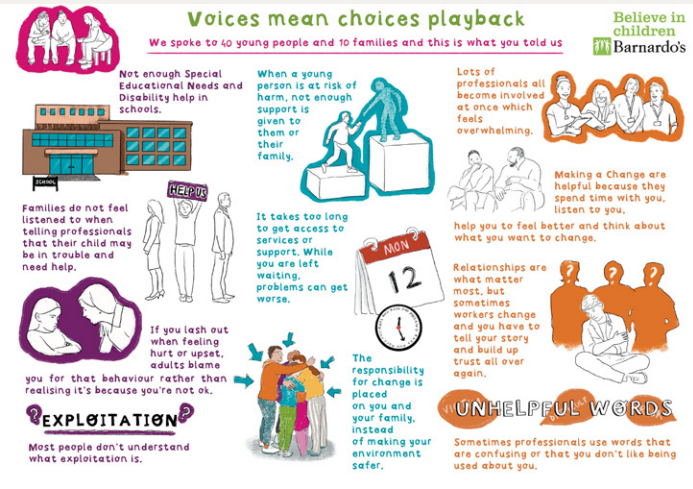 Voices mean choices playback
We spoke to 40 young people and 10 families and this is what you told us
Believe in
children
Barnardo's
Not enough Special
Educational Needs and
Disability help in
schools.
SCHOOL
Families do not feel
listened to when
telling professionals
that their child may
be in trouble and
need help.
HELP US
If you lash out
when feeling
hurt or upset,
adults blame
you for that behaviour rather than
realising it's because you're not ok.
?EXPLOITATION?
Most people don't understand
what exploitation is.
When a young
person is at risk of
harm, not enough
support is
given to
them or
their
family.
It takes too long
to get access to
services or
support. While
you are left
waiting,
problems can get
worse.
MON
12
The
responsibility
for change is
placed
on you and
your family,
instead
of making your
environment
safer.
Lots of
professionals all
become involved
at once which
feels
overwhelming.
Making a Change are
helpful because they
spend time with you,
listen to you,
help you to feel better and think about
what you want to change.
Relationships are
what matter
most, but
sometimes
workers change
and you have to
tell your story
and build up
trust all over
again.
? ? ?
UNHELPFUL WORDS
Sometimes professionals use words that
are confusing or that you don't like being
used about you.